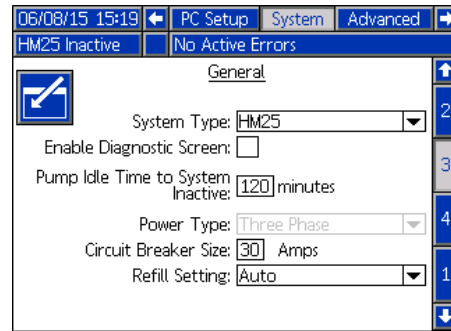 06/08/15 15:19 PC Setup System Advanced
HM25 Inactive No Active Errors
General
System Type: HM25
2
Enable Diagnostic Screen:
3
Pump Idle Time to System
Inactive: 120 minutes
Power Type: Three Phase
4
Circuit Breaker Size: 30 Amps
Refill Setting: Auto
1